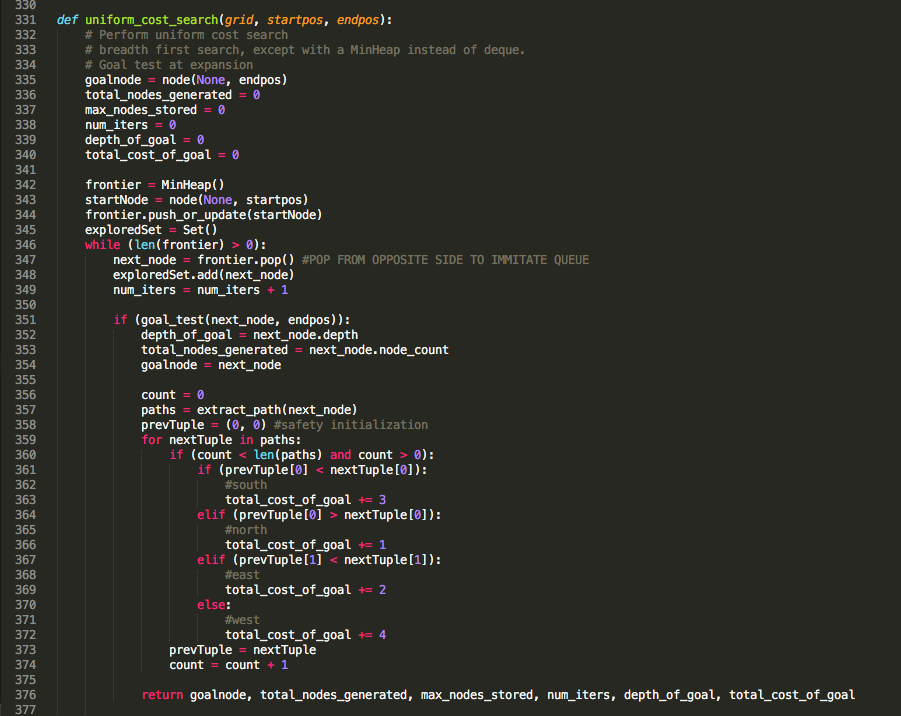 330
331 def uniform_cost_search(grid, startpos, endpos):
332     # Perform uniform cost search
333     # breadth first search, except with a MinHeap instead of deque.
334     # Goal test at expansion
335     goalnode = node(None, endpos)
336     total_nodes_generated = 0
337     max_nodes_stored = 0
338     num_iters = 0
339     depth_of_goal = 0
340     total_cost_of_goal = 0
341
342     frontier = MinHeap()
343     startNode = node(None, startpos)
344     frontier.push_or_update(startNode)
345     exploredSet = Set()
346     while (len(frontier) > 0):
347         next_node = frontier.pop() #POP FROM OPPOSITE SIDE TO IMMITATE QUEUE
348         exploredSet.add(next_node)
349         num_iters = num_iters + 1
350
351         if (goal_test(next_node, endpos)):
352             depth_of_goal = next_node.depth
353             total_nodes_generated = next_node.node_count
354             goalnode = next_node
355
356             count = 0
357             paths = extract_path(next_node)
358             prevTuple = (0, 0) #safety initialization
359             for nextTuple in paths:
360                 if (count < len(paths) and count > 0):
361                     if (prevTuple[0] < nextTuple[0]):
362                         #south
363                         total_cost_of_goal += 3
364                     elif (prevTuple[0] > nextTuple[0]):
365                         #north
366                         total_cost_of_goal += 1
367                     elif (prevTuple[1] < nextTuple[1]):
368                         #east
369                         total_cost_of_goal += 2
370                     else:
371                         #west
372                         total_cost_of_goal += 4
373                 prevTuple = nextTuple
374                 count = count + 1
375
376             return goalnode, total_nodes_generated, max_nodes_stored, num_iters, depth_of_goal, total_cost_of_goal
377